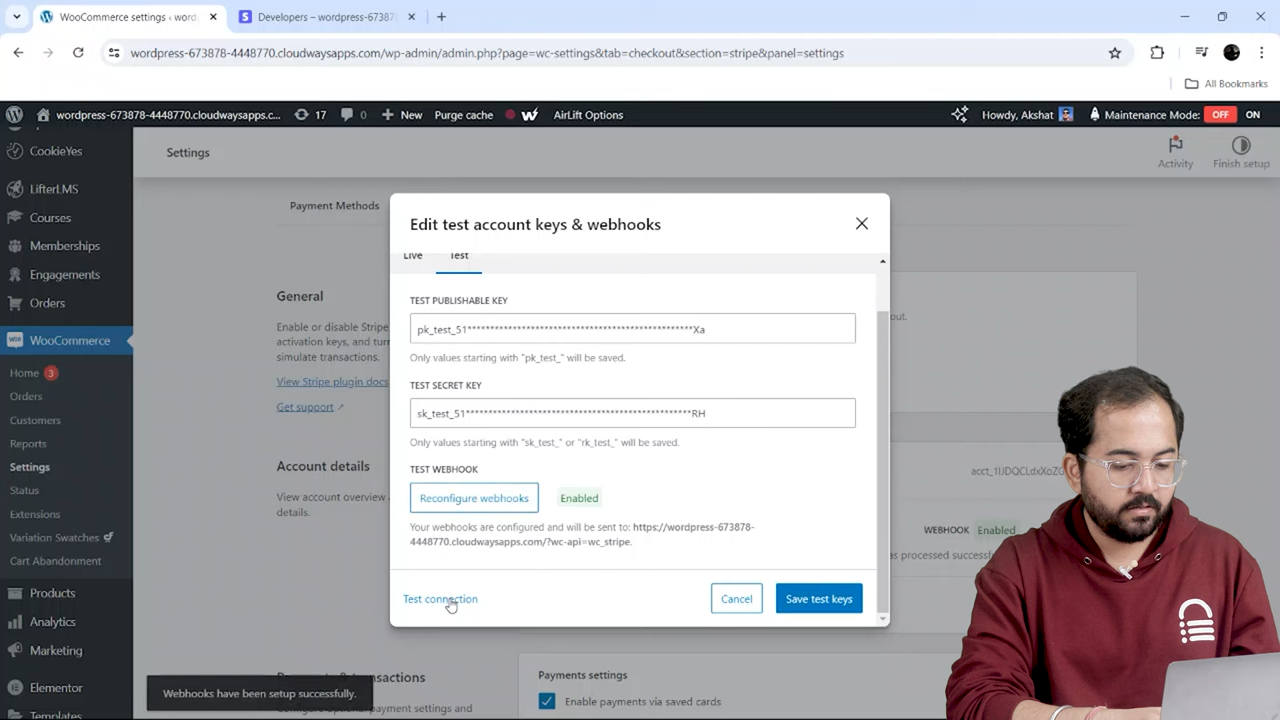 WooCommerce settings ‹ word
Developers – wordpress-67387
wordpress-673878-4448770.cloudwaysapps.com/wp-admin/admin.php?page=wc-settings&tab=checkout&section=stripe&panel=settings
All Bookmarks
wordpress-673878-4448770.cloudwaysapps.c...
17
0
New
Purge cache
AirLift Options
Howdy, Akshat
Maintenance Mode:
OFF
ON
CookieYes
LifterLMS
Courses
Memberships
Engagements
Orders
WooCommerce
Home 3
Orders
Customers
Reports
Settings
Status
Extensions
Variation Swatches
Cart Abandonment
Products
Analytics
Marketing
Elementor
Templates
Settings
Activity
Finish setup
Payment Methods
General
Enable or disable Stripe
activation keys, and turn
simulate transactions.
View Stripe plugin docs
Get support
Account details
View account overview
details.
Edit test account keys & webhooks
Live
Test
TEST PUBLISHABLE KEY
pk_test_51**************************************************Xa
Only values starting with "pk_test_" will be saved.
TEST SECRET KEY
sk_test_51**************************************************RH
Only values starting with "sk_test_" or "rk_test_" will be saved.
TEST WEBHOOK
Reconfigure webhooks
Enabled
Your webhooks are configured and will be sent to: https://wordpress-673878-
4448770.cloudwaysapps.com/?wc-api=wc_stripe.
Test connection
Cancel
Save test keys
out.
WEBHOOK
Enabled
as processed successf
& transactions
settings and
Webhooks have been setup successfully.
Payments settings
Enable payments via saved cards